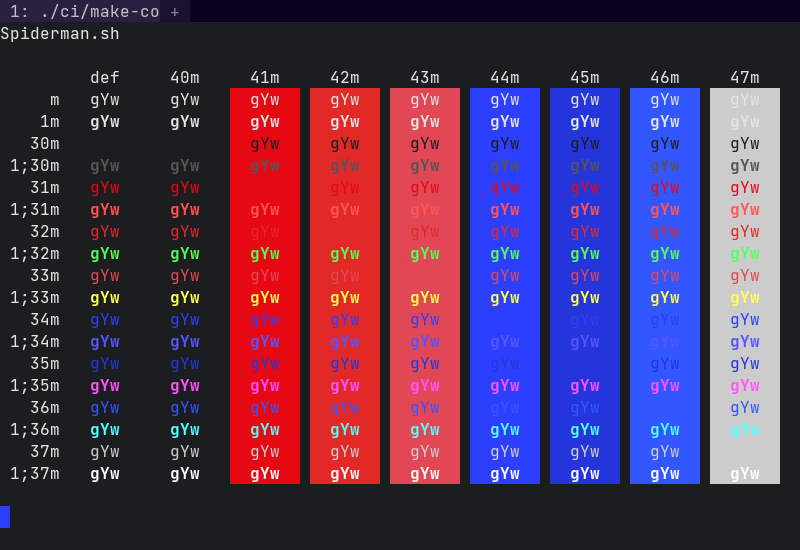 1: ./ci/make-co +
Spiderman.sh
def 40m 41m 42m 43m 44m 45m 46m 47m
m gYw gYw gYw gYw gYw gYw gYw gYw gYw
1m gYw gYw gYw gYw gYw gYw gYw gYw gYw
30m gYw gYw gYw gYw gYw gYw gYw
1;30m gYw gYw gYw gYw gYw gYw gYw gYw gYw
31m gYw gYw gYw gYw gYw gYw gYw gYw
1;31m gYw gYw gYw gYw gYw gYw gYw gYw gYw
32m gYw gYw gYw gYw gYw gYw gYw gYw
1;32m gYw gYw gYw gYw gYw gYw gYw gYw gYw
33m gYw gYw gYw gYw gYw gYw gYw gYw
1;33m gYw gYw gYw gYw gYw gYw gYw gYw gYw
34m gYw gYw gYw gYw gYw gYw gYw gYw
1;34m gYw gYw gYw gYw gYw gYw gYw gYw gYw
35m gYw gYw gYw gYw gYw gYw gYw gYw
1;35m gYw gYw gYw gYw gYw gYw gYw gYw gYw
36m gYw gYw gYw gYw gYw gYw gYw gYw
1;36m gYw gYw gYw gYw gYw gYw gYw gYw gYw
37m gYw gYw gYw gYw gYw gYw gYw gYw
1;37m gYw gYw gYw gYw gYw gYw gYw gYw gYw